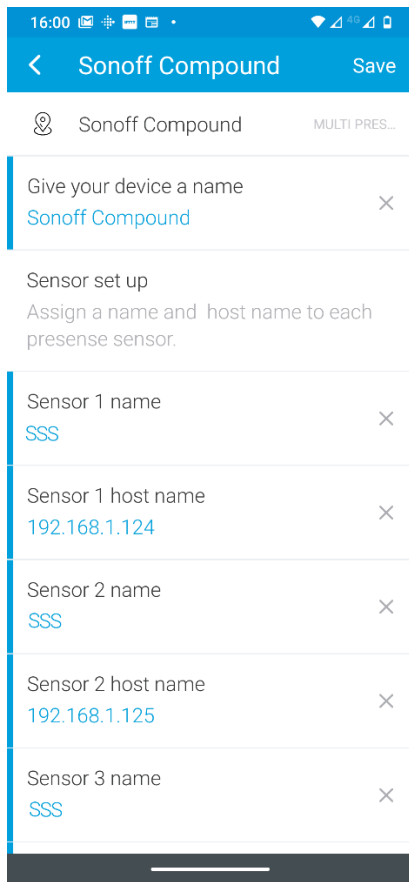 16:00
4G
Sonoff Compound
Save
Sonoff Compound
MULTI PRES...
Give your device a name
Sonoff Compound
Sensor set up
Assign a name and host name to each
presense sensor.
Sensor 1 name
SSS
Sensor 1 host name
192.168.1.124
Sensor 2 name
SSS
Sensor 2 host name
192.168.1.125
Sensor 3 name
SSS